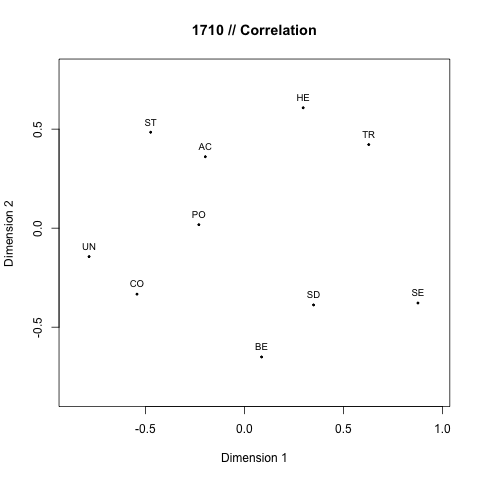 1710 // Correlation
HE
ST
TR
AC
PO
UN
CO
SD
SE
BE
0.5
0.0
-0.5
Dimension 2
-0.5
0.0
0.5
1.0
Dimension 1